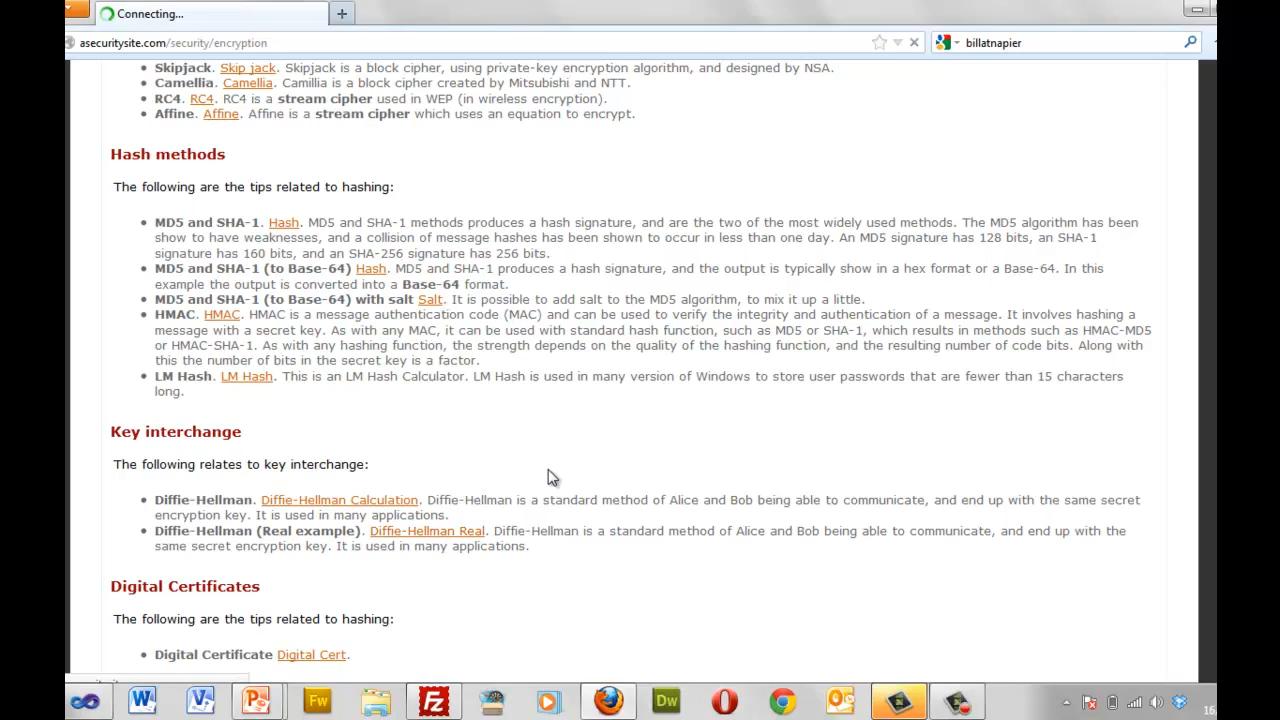 Connecting...
asecuritysite.com/security/encryption
billatnapier
Skipjack. Skip jack. Skipjack is a block cipher, using private-key encryption algorithm, and designed by NSA.
Camellia. Camellia. Camillia is a block cipher created by Mitsubishi and NTT.
RC4. RC4. RC4 is a stream cipher used in WEP (in wireless encryption).
Affine. Affine. Affine is a stream cipher which uses an equation to encrypt.
Hash methods
The following are the tips related to hashing:
MD5 and SHA-1. Hash. MD5 and SHA-1 methods produces a hash signature, and are the two of the most widely used methods. The MD5 algorithm has been
show to have weaknesses, and a collision of message hashes has been shown to occur in less than one day. An MD5 signature has 128 bits, an SHA-1
signature has 160 bits, and an SHA-256 signature has 256 bits.
MD5 and SHA-1 (to Base-64) Hash. MD5 and SHA-1 produces a hash signature, and the output is typically show in a hex format or a Base-64. In this
example the output is converted into a Base-64 format.
MD5 and SHA-1 (to Base-64) with salt Salt. It is possible to add salt to the MD5 algorithm, to mix it up a little.
HMAC. HMAC. HMAC is a message authentication code (MAC) and can be used to verify the integrity and authentication of a message. It involves hashing a
message with a secret key. As with any MAC, it can be used with standard hash function, such as MD5 or SHA-1, which results in methods such as HMAC-MD5
or HMAC-SHA-1. As with any hashing function, the strength depends on the quality of the hashing function, and the resulting number of code bits. Along with
this the number of bits in the secret key is a factor.
LM Hash. LM Hash. This is an LM Hash Calculator. LM Hash is used in many version of Windows to store user passwords that are fewer than 15 characters
long.
Key interchange
The following relates to key interchange:
Diffie-Hellman. Diffie-Hellman Calculation. Diffie-Hellman is a standard method of Alice and Bob being able to communicate, and end up with the same secret
encryption key. It is used in many applications.
Diffie-Hellman (Real example). Diffie-Hellman Real. Diffie-Hellman is a standard method of Alice and Bob being able to communicate, and end up with the
same secret encryption key. It is used in many applications.
Digital Certificates
The following are the tips related to hashing:
Digital Certificate Digital Cert.
Fw
Dw
16